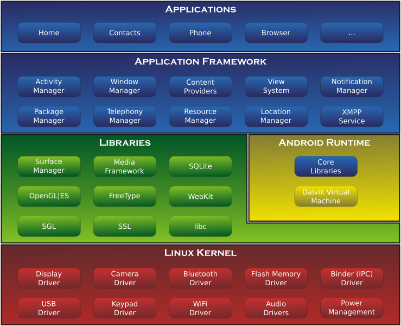 Applications
Home
Contacts
Phone
Browser
...
Application Framework
Activity
Manager
Window
Manager
Content
Providers
View
System
Notification
Manager
Package
Manager
Telephony
Manager
Resource
Manager
Location
Manager
XMPP
Service
Libraries
Surface
Manager
Media
Framework
SQLite
OpenGL|ES
FreeType
WebKit
SGL
SSL
libc
Android Runtime
Core
Libraries
Dalvik Virtual
Machine
Linux Kernel
Display
Driver
Camera
Driver
Bluetooth
Driver
Flash Memory
Driver
Binder (IPC)
Driver
USB
Driver
Keypad
Driver
WiFi
Driver
Audio
Drivers
Power
Management